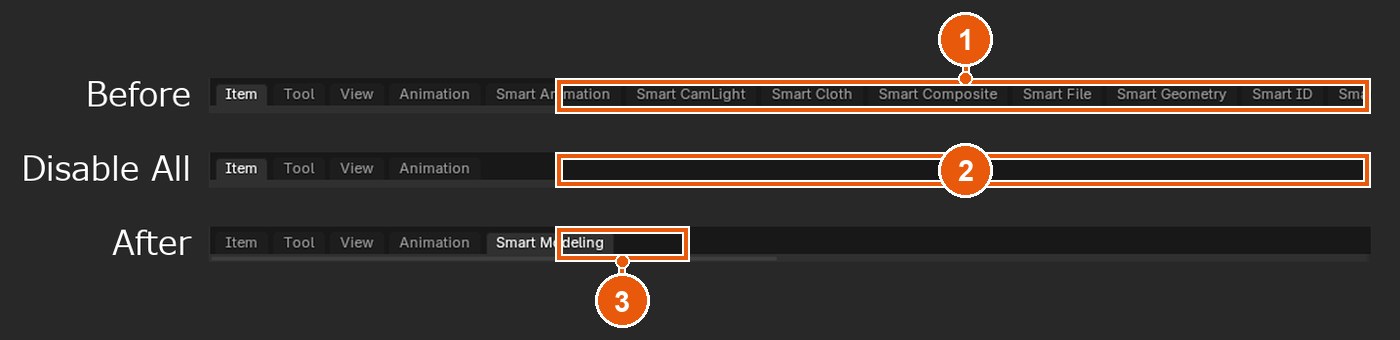 1
Before Item Tool View Animation Smart Animation Smart CamLight Smart Cloth Smart Composite Smart File Smart Geometry Smart ID
Disable All Item Tool View Animation 2
After Item Tool View Animation Smart Modeling
3